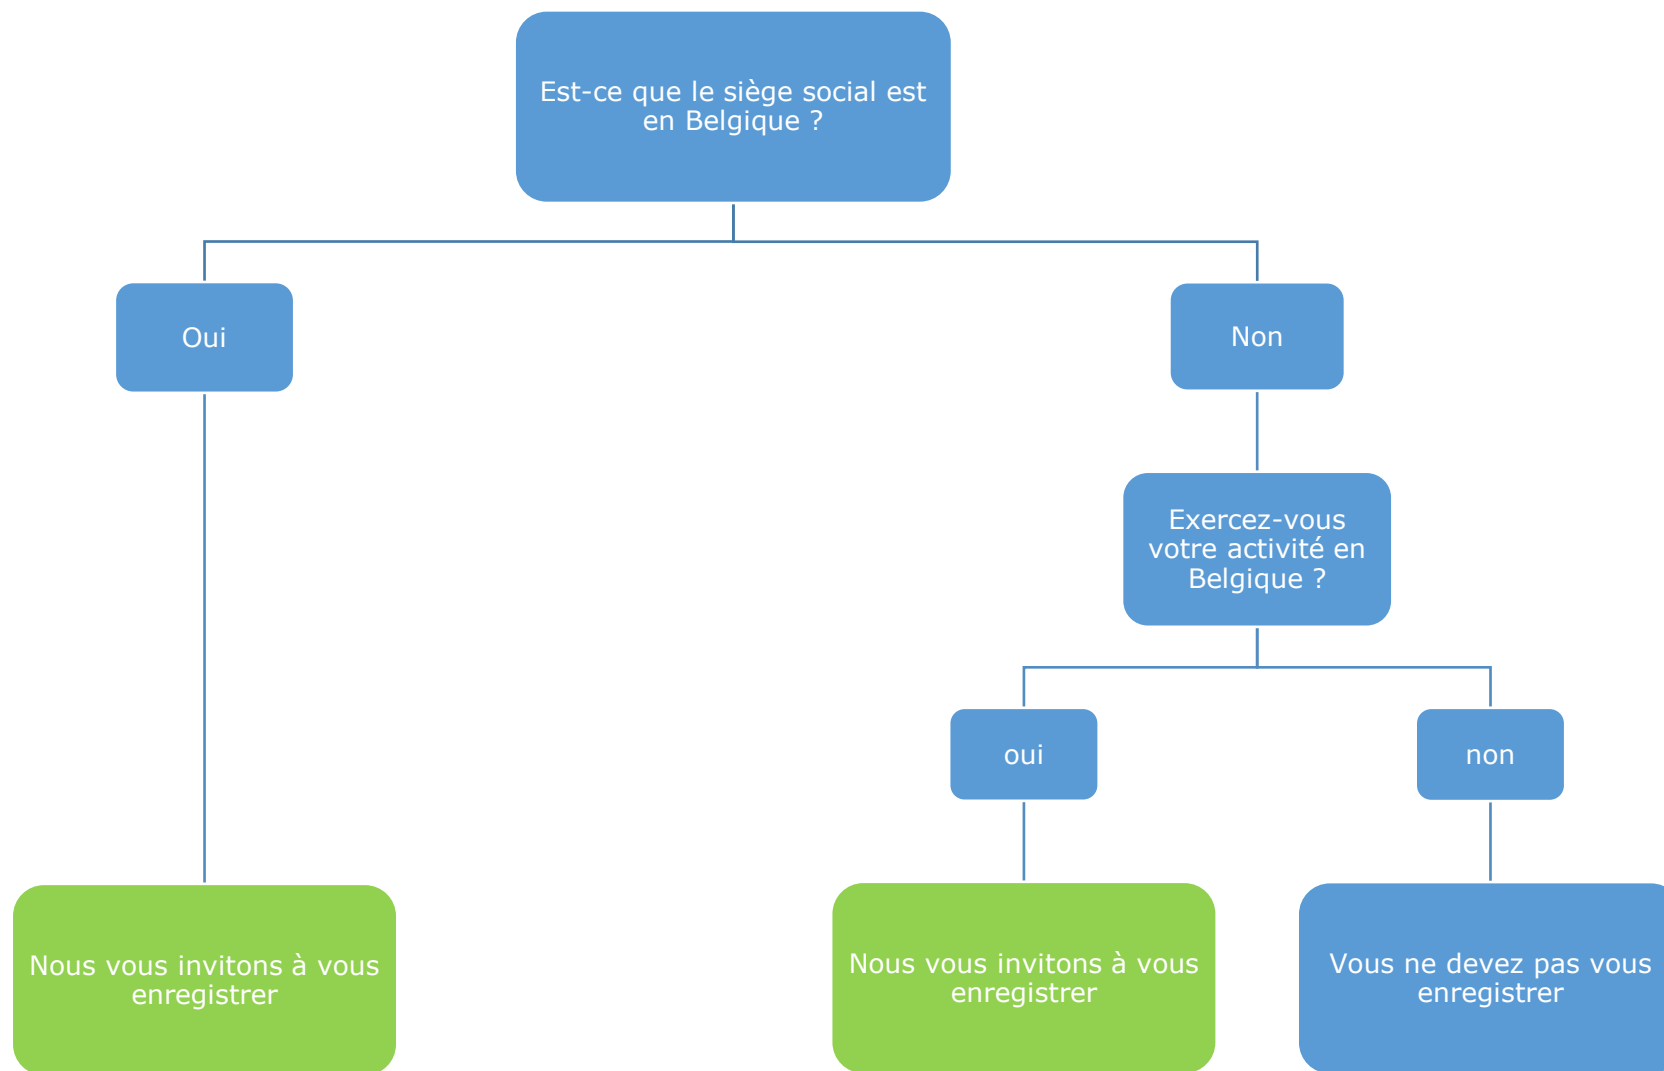 Est-ce que le siège social est
en Belgique ?
Oui
Non
Exercez-vous
votre activité en
Belgique ?
oui
non
Nous vous invitons à vous
enregistrer
Nous vous invitons à vous
enregistrer
Vous ne devez pas vous
enregistrer